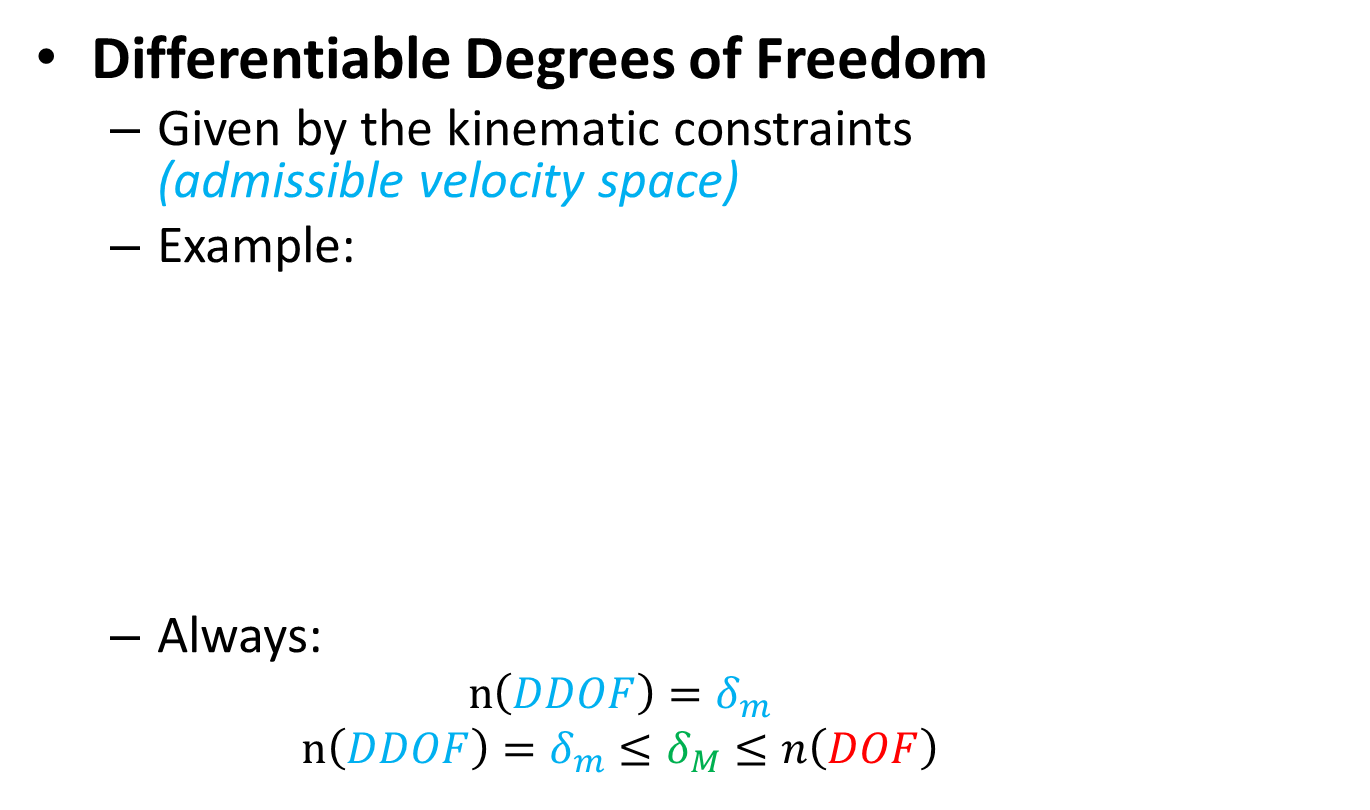 • Differentiable Degrees of Freedom
– Given by the kinematic constraints
(admissible velocity space)
– Example:
– Always:
n(DDOF) = δₘ
n(DDOF) = δₘ ≤ δ_M ≤ n(DOF)